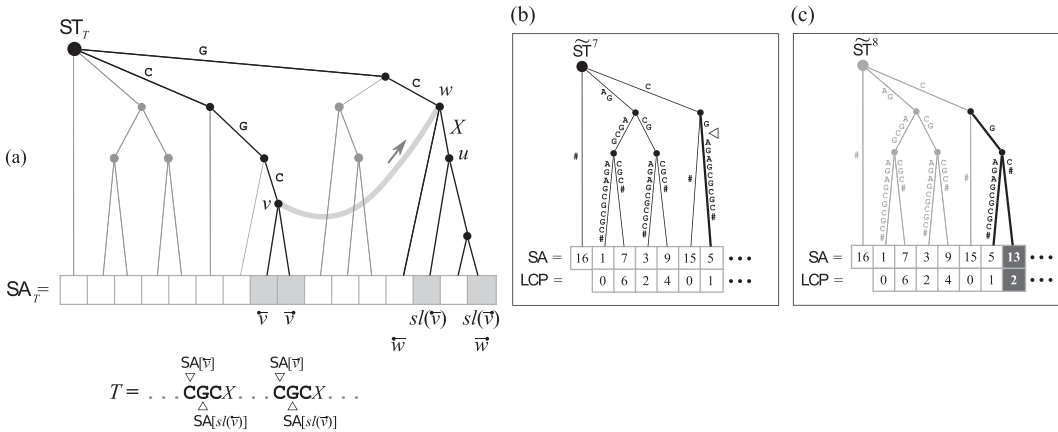 (a)
ST_T
G
C
G
C
C
w
X
u
v
SA_T =
v v sl(v) sl(v)
w w
SA[v] SA[v]
T = . . . CGCX . . . . CGCX . . .
SA[sl(v)] SA[sl(v)]
(b)
ST^7
A G
C
A G C G
C G
G
A G A G C G C G C #
#
A G A G C G C G C #
C G C #
A G A G C G C G C #
C G C #
#
SA = 16 1 7 3 9 15 5 • • •
LCP = 0 6 2 4 0 1 • • •
(c)
ST^8
A G
C
A G C G
C G
G
#
A G A G C G C G C #
C G C #
A G A G C G C G C #
C G C #
#
A G A G C G C G C #
C #
SA = 16 1 7 3 9 15 5 13 • • •
LCP = 0 6 2 4 0 1 2 • • •